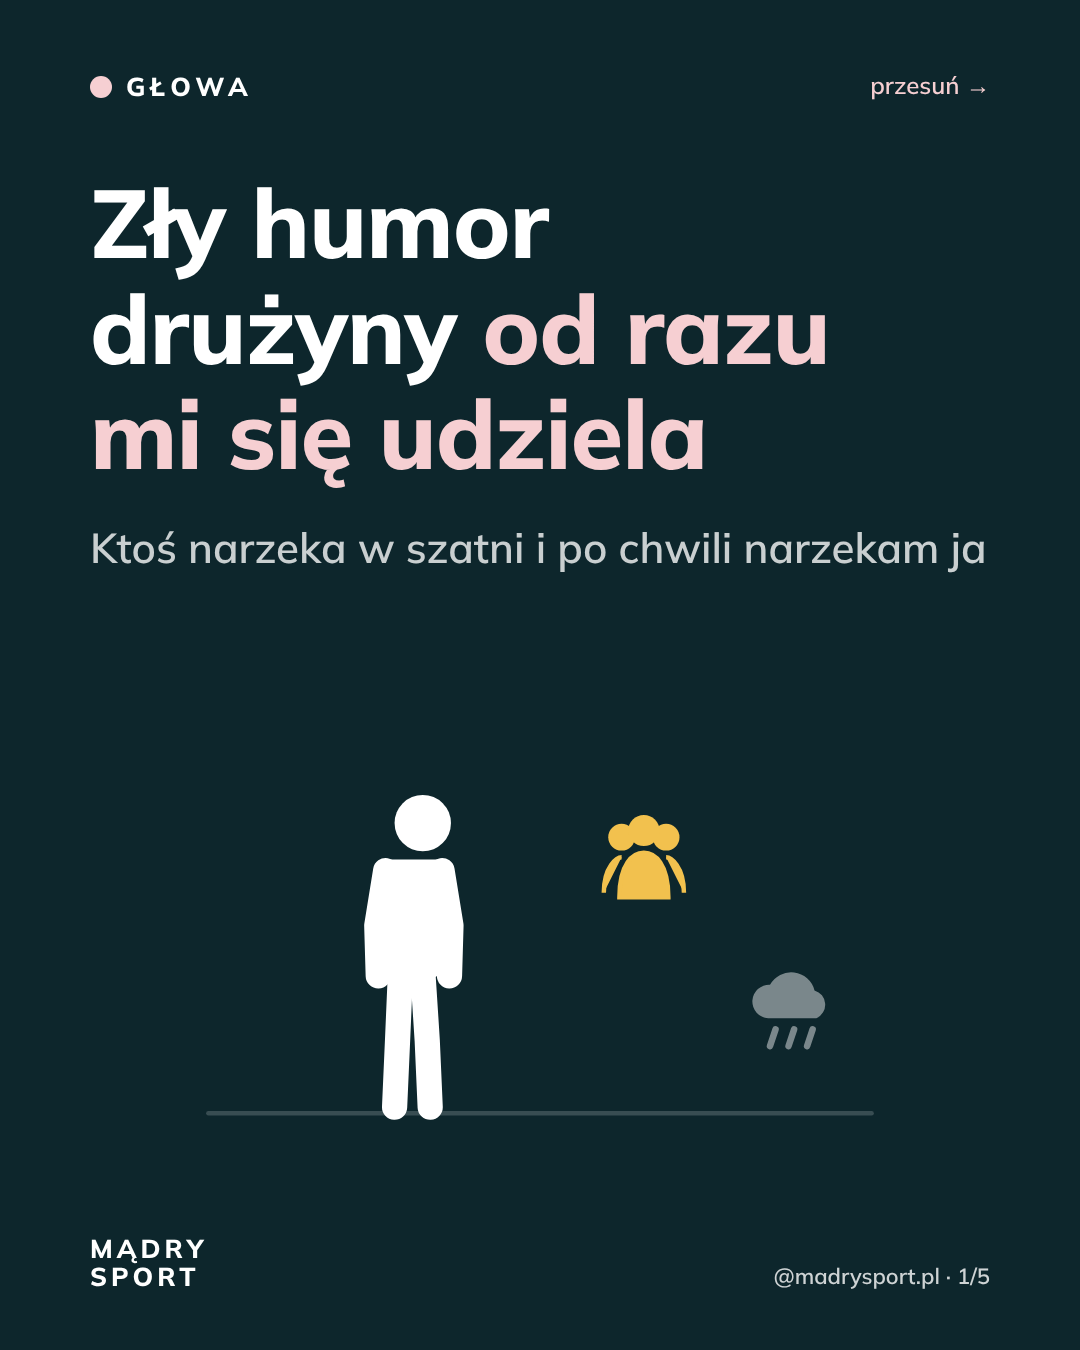 GŁOWA
przesuń →
Zły humor
drużyny od razu
mi się udziela
Ktoś narzeka w szatni i po chwili narzekam ja
MĄDRY
SPORT
@madrysport.pl · 1/5